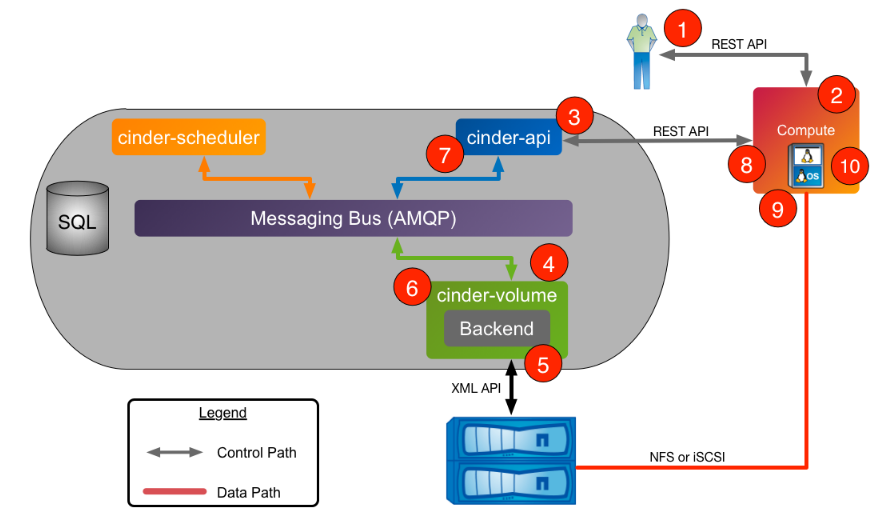 1
REST API
2
Compute
OS
8
10
9
3
cinder-scheduler
cinder-api
REST API
7
SQL
Messaging Bus (AMQP)
4
6
cinder-volume
Backend
5
XML API
NFS or iSCSI
Legend
Control Path
Data Path